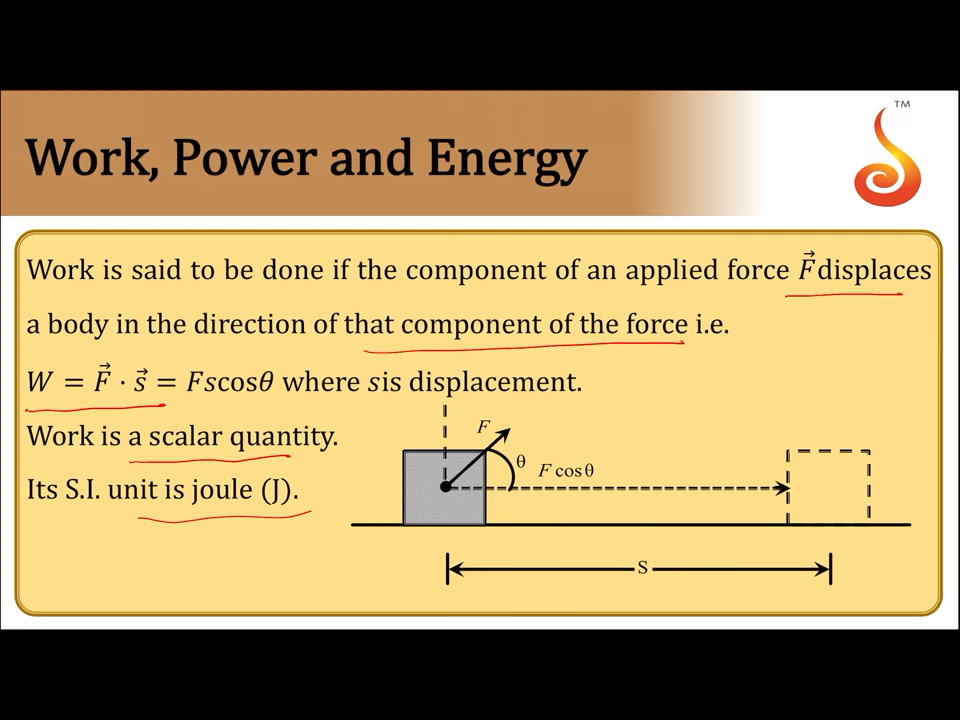 TM
Work, Power and Energy
Work is said to be done if the component of an applied force F⃗ displaces
a body in the direction of that component of the force i.e.
W = F⃗ · s⃗ = Fscosθ where sis displacement.
Work is a scalar quantity.
Its S.I. unit is joule (J).
F
θ
F cosθ
S